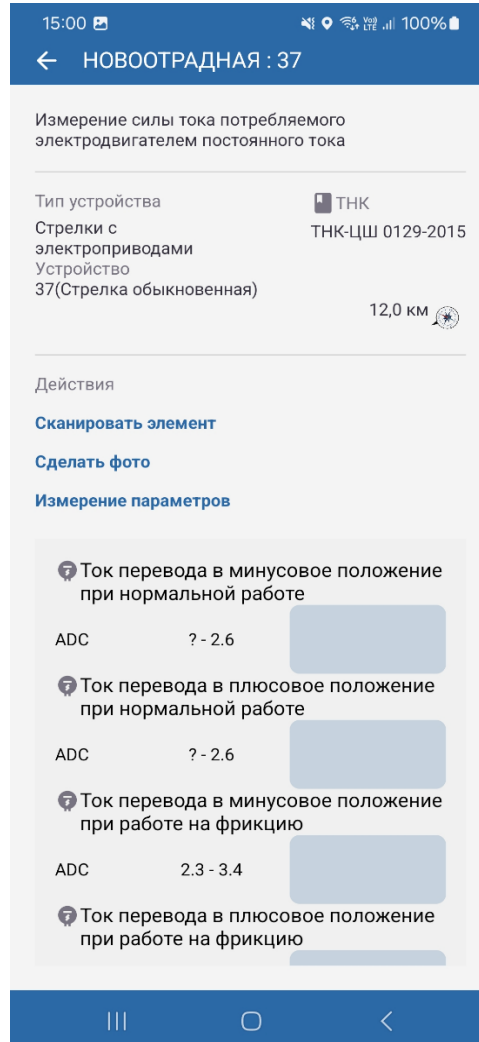 15:00 100%
НОВООТРАДНАЯ : 37
Измерение силы тока потребляемого
электродвигателем постоянного тока
Тип устройства
ТНК
Стрелки с
электроприводами
ТНК-ЦШ 0129-2015
Устройство
37(Стрелка обыкновенная)
12,0 км
Действия
Сканировать элемент
Сделать фото
Измерение параметров
Ток перевода в минусовое положение
при нормальной работе
ADC ? - 2.6
Ток перевода в плюсовое положение
при нормальной работе
ADC ? - 2.6
Ток перевода в минусовое положение
при работе на фрикцию
ADC 2.3 - 3.4
Ток перевода в плюсовое положение
при работе на фрикцию